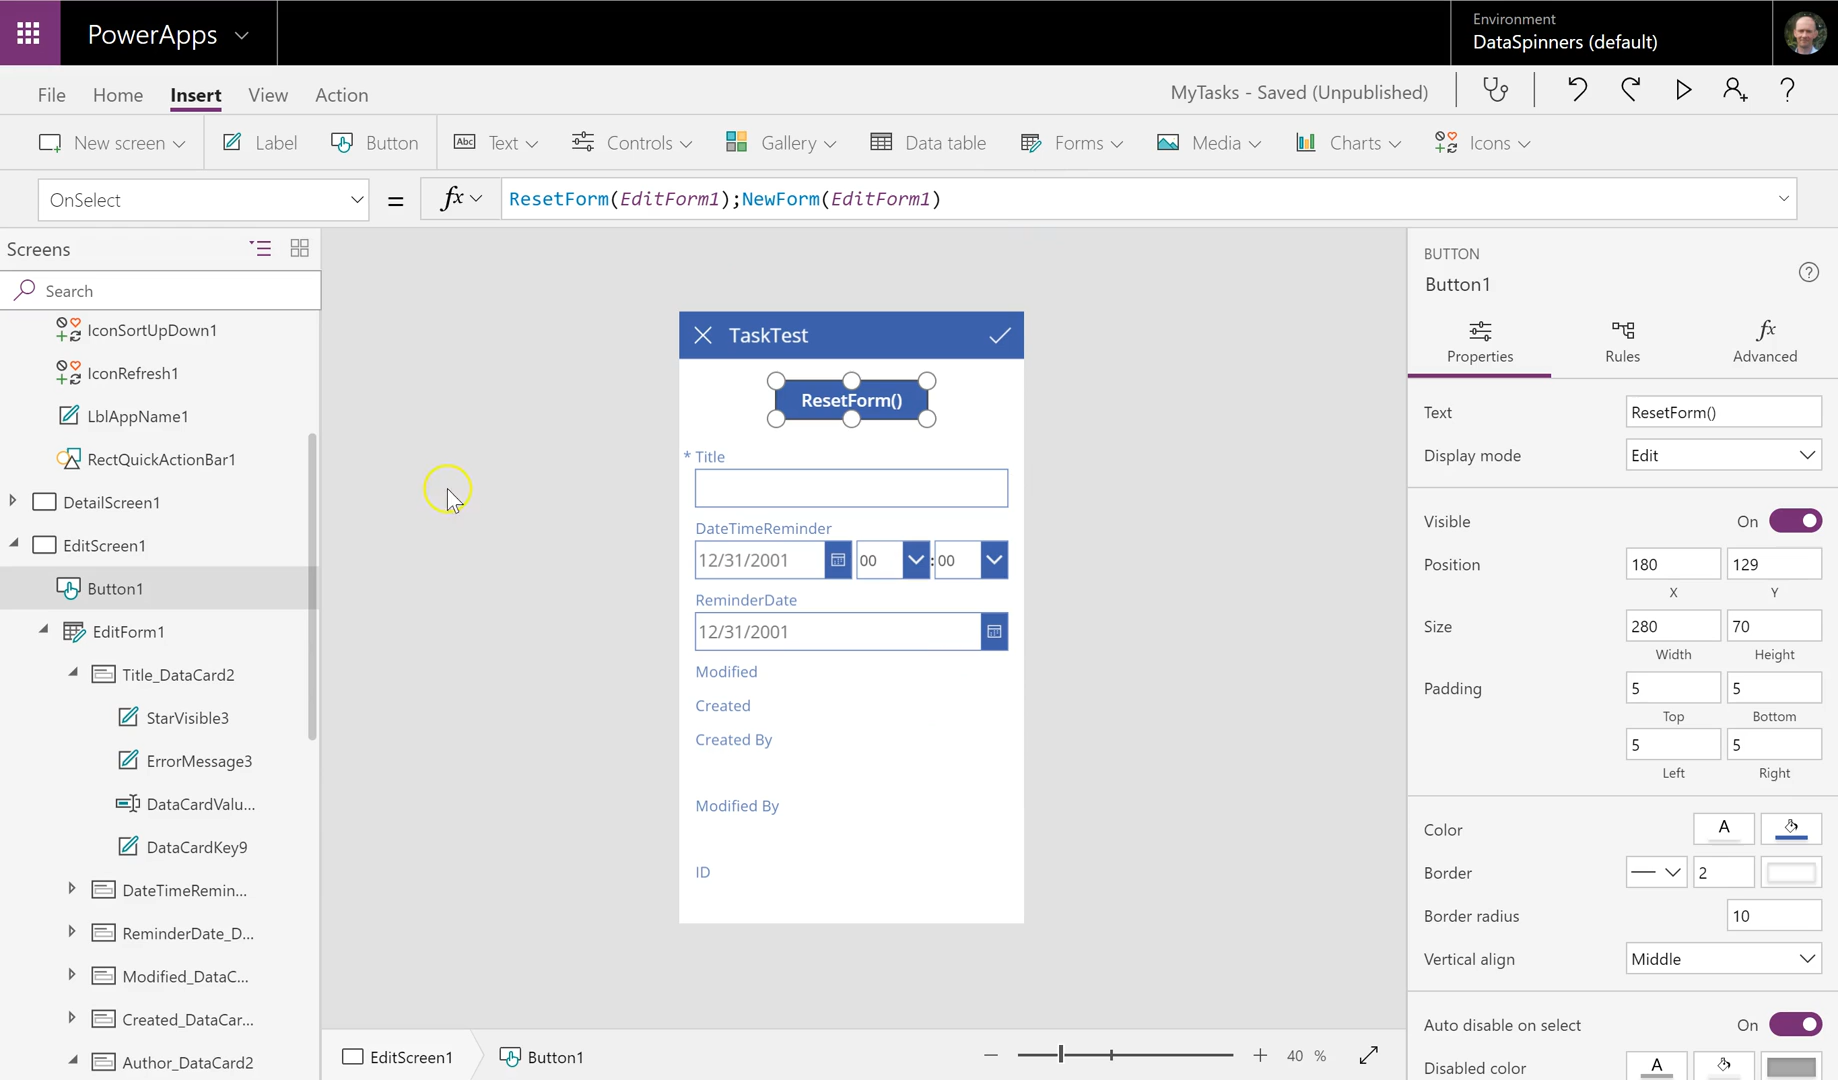 PowerApps
Environment
DataSpinners (default)
File Home Insert View Action
MyTasks - Saved (Unpublished)
New screen Label Button Abc Text Controls Gallery Data table Forms Media Charts Icons
OnSelect = fx ResetForm(EditForm1);NewForm(EditForm1)
Screens
Search
IconSortUpDown1
IconRefresh1
LblAppName1
RectQuickActionBar1
DetailScreen1
EditScreen1
Button1
EditForm1
Title_DataCard2
StarVisible3
ErrorMessage3
DataCardValu...
DataCardKey9
DateTimeRemin...
ReminderDate_D...
Modified_DataC...
Created_DataCar...
Author_DataCard2
TaskTest
ResetForm()
* Title
DateTimeReminder
12/31/2001 00 : 00
ReminderDate
12/31/2001
Modified
Created
Created By
Modified By
ID
EditScreen1 Button1
40 %
BUTTON
Button1
Properties Rules fx Advanced
Text ResetForm()
Display mode Edit
Visible On
Position 180 129
X Y
Size 280 70
Width Height
Padding 5 5
Top Bottom
5 5
Left Right
Color A
Border 2
Border radius 10
Vertical align Middle
Auto disable on select On
Disabled color A